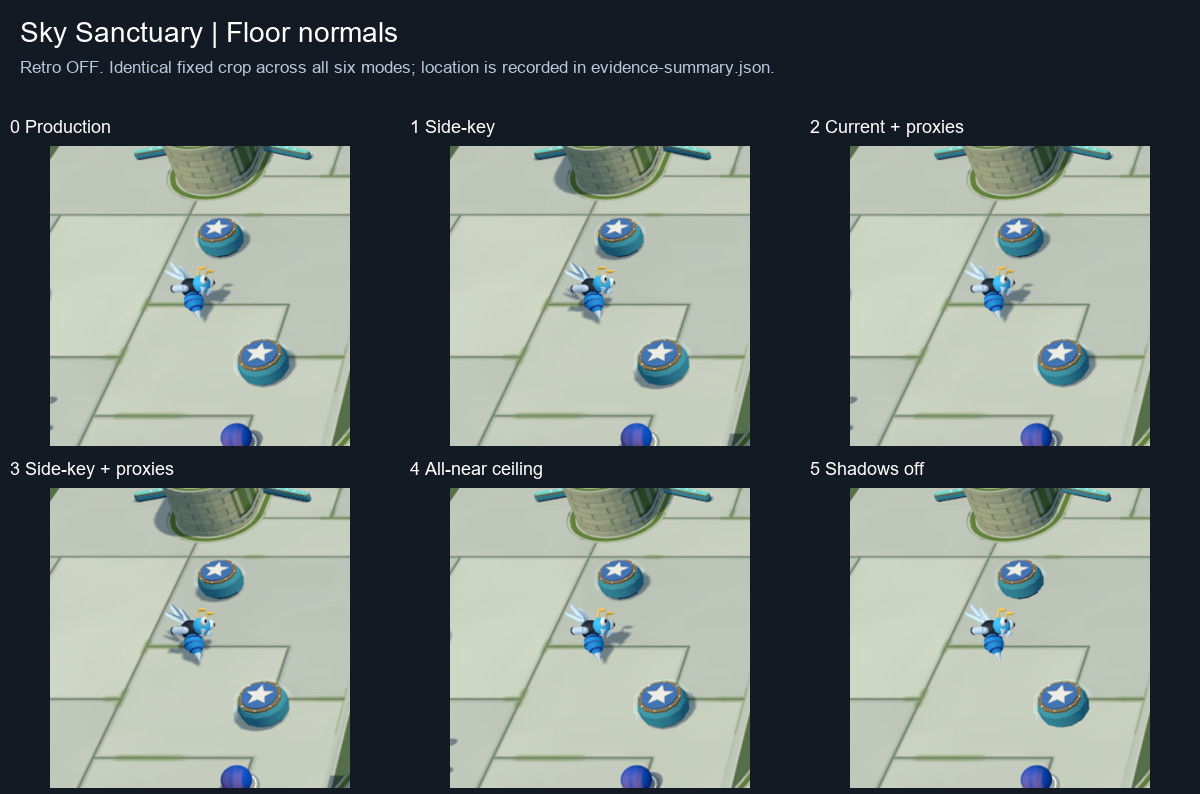 Sky Sanctuary | Floor normals
Retro OFF. Identical fixed crop across all six modes; location is recorded in evidence-summary.json.
0 Production
1 Side-key
2 Current + proxies
3 Side-key + proxies
4 All-near ceiling
5 Shadows off